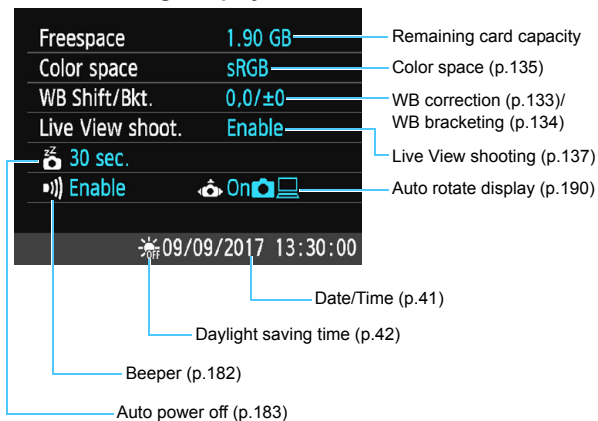 Freespace 1.90 GB Remaining card capacity
Color space sRGB Color space (p.135)
WB Shift/Bkt. 0,0/±0 WB correction (p.133)/
WB bracketing (p.134)
Live View shoot. Enable
Live View shooting (p.137)
zZ 30 sec.
Enable On Auto rotate display (p.190)
OFF 09/09/2017 13:30:00
Date/Time (p.41)
Daylight saving time (p.42)
Beeper (p.182)
Auto power off (p.183)